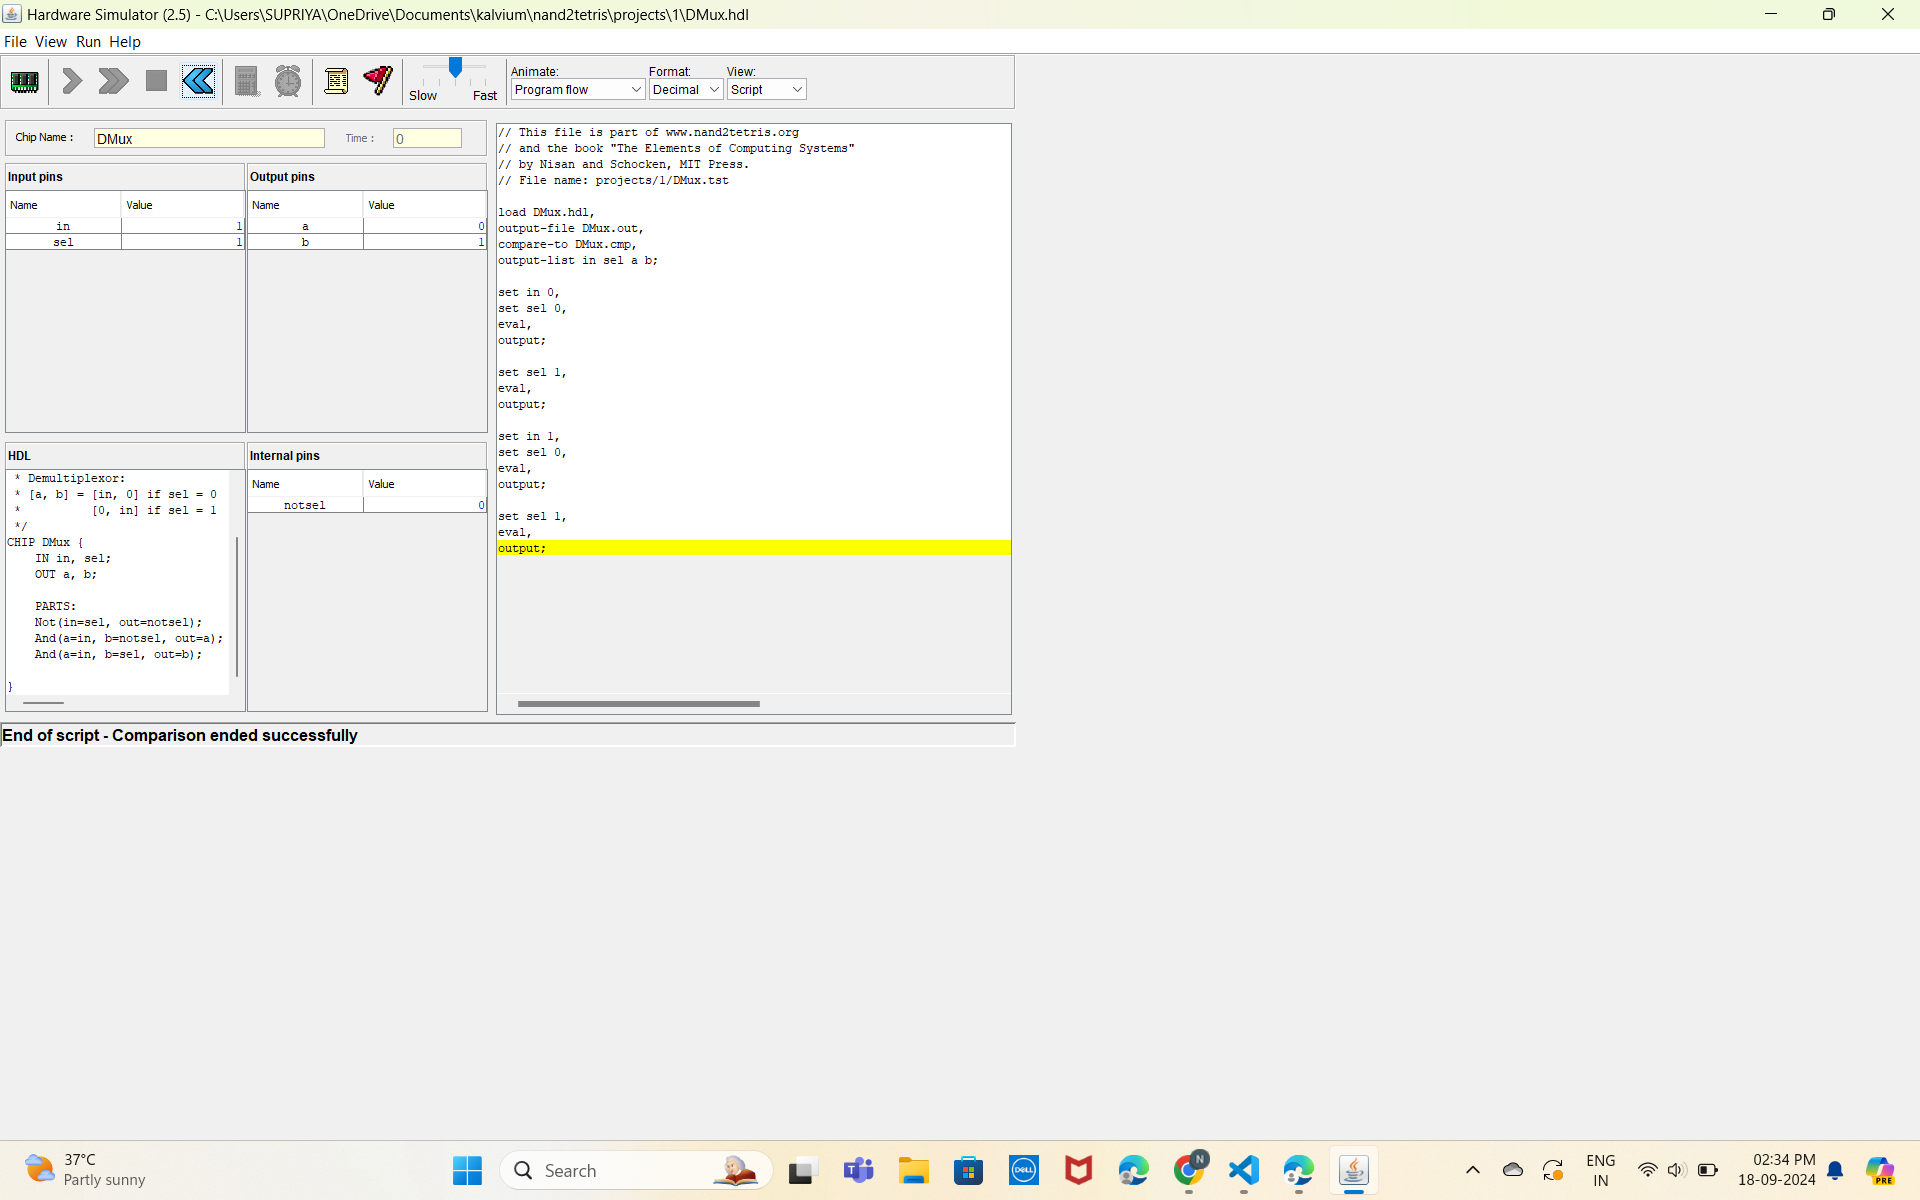 Hardware Simulator (2.5) - C:\Users\SUPRIYA\OneDrive\Documents\kalvium\nand2tetris\projects\1\DMux.hdl
File View Run Help
Slow Fast
Animate:
Program flow
Format:
Decimal
View:
Script
Chip Name :
DMux
Time :
0
Input pins
Name Value
in 1
sel 1
Output pins
Name Value
a 0
b 1
HDL
* Demultiplexor:
* [a, b] = [in, 0] if sel = 0
* [0, in] if sel = 1
*/
CHIP DMux {
IN in, sel;
OUT a, b;
PARTS:
Not(in=sel, out=notsel);
And(a=in, b=notsel, out=a);
And(a=in, b=sel, out=b);
}
Internal pins
Name Value
notsel 0
// This file is part of www.nand2tetris.org
// and the book "The Elements of Computing Systems"
// by Nisan and Schocken, MIT Press.
// File name: projects/1/DMux.tst
load DMux.hdl,
output-file DMux.out,
compare-to DMux.cmp,
output-list in sel a b;
set in 0,
set sel 0,
eval,
output;
set sel 1,
eval,
output;
set in 1,
set sel 0,
eval,
output;
set sel 1,
eval,
output;
End of script - Comparison ended successfully
37°C
Partly sunny
Search
DELL
N
ENG
IN
02:34 PM
18-09-2024
PRE